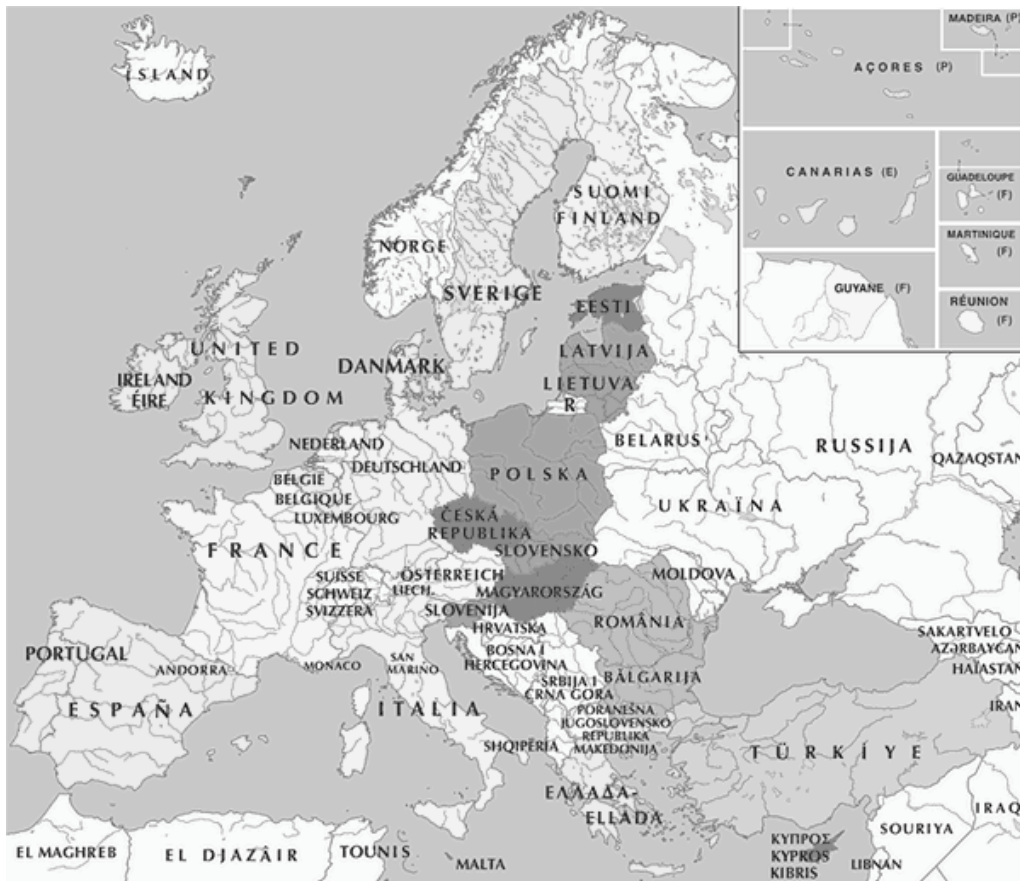 ÍSLAND
MADEIRA (P)
AÇORES (P)
CANARIAS (E)
GUADELOUPE
(F)
MARTINIQUE
(F)
GUYANE (F)
RÉUNION
(F)
SUOMI
FINLAND
NORGE
SVERIGE
EESTI
LATVIJA
LIETUVA
R
UNITED
KINGDOM
IRELAND
ÉIRE
DANMARK
NEDERLAND
DEUTSCHLAND
BELGIË
BELGIQUE
LUXEMBOURG
POLSKA
BELARUS'
RUSSIJA
QAZAQSTAN
UKRAÏNA
ČESKÁ
REPUBLIKA
SLOVENSKO
FRANCE
SUISSE
SCHWEIZ
SVIZZERA
ÖSTERREICH
LIECH.
MAGYARORSZÁG
SLOVENIJA
HRVATSKA
MOLDOVA
ROMÂNIA
BOSNA I
HERCEGOVINA
SRBIJA I
CRNA GORA
BĂLGARIJA
PORANEŠNA
JUGOSLOVENSKO
REPUBLIKA
MAKEDONIJA
SAKARTVELO
AZƏRBAYCAN
HAÏASTAN
IRAN
PORTUGAL
ANDORRA
MONACO
SAN
MARINO
ESPAÑA
ITALIA
SHQIPËRIA
ΕΛΛΑΔΑ-
ELLADA
TÜRKİYE
IRAQ
SOURIYA
LIBNAN
ΚΥΠΡΟΣ
KYPROS
KIBRIS
EL MAGHREB
EL DJAZÂIR
TOUNIS
MALTA